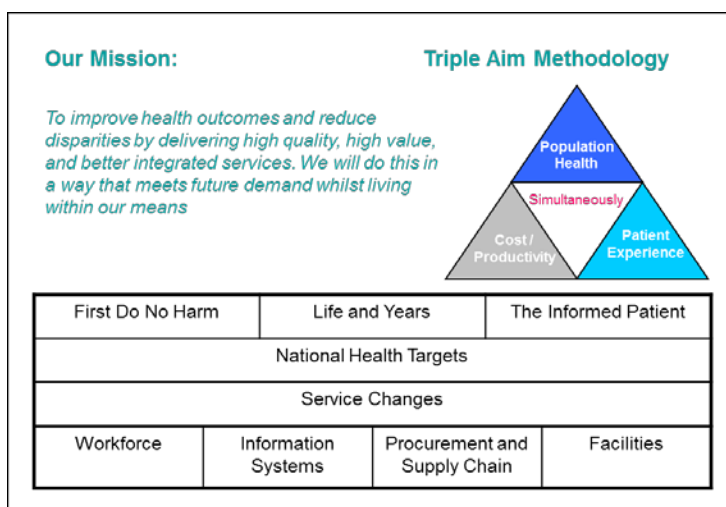 Our Mission:
Triple Aim Methodology
To improve health outcomes and reduce
disparities by delivering high quality, high value,
and better integrated services. We will do this in
a way that meets future demand whilst living
within our means
Population
Health
Simultaneously
Cost /
Productivity
Patient
Experience
First Do No Harm
Life and Years
The Informed Patient
National Health Targets
Service Changes
Workforce
Information
Systems
Procurement and
Supply Chain
Facilities